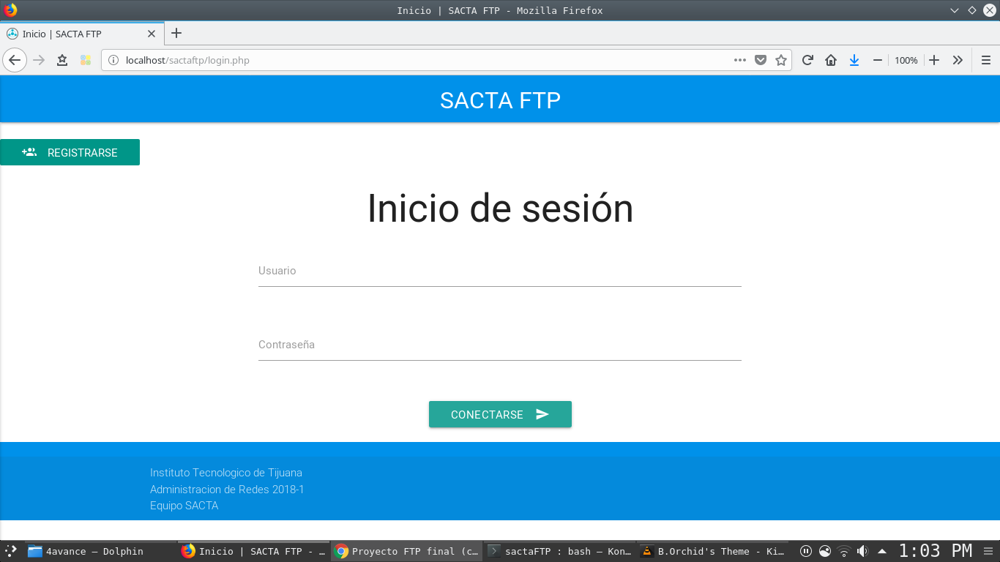 Inicio | SACTA FTP - Mozilla Firefox
Inicio | SACTA FTP
localhost/sactaftp/login.php
100%
SACTA FTP
REGISTRARSE
Inicio de sesión
Usuario
Contraseña
CONECTARSE
Instituto Tecnologico de Tijuana
Administracion de Redes 2018-1
Equipo SACTA
4avance — Dolphin
Inicio | SACTA FTP - …
Proyecto FTP final (c…
sactaFTP : bash — Kon…
B.Orchid's Theme - Ki…
1:03 PM